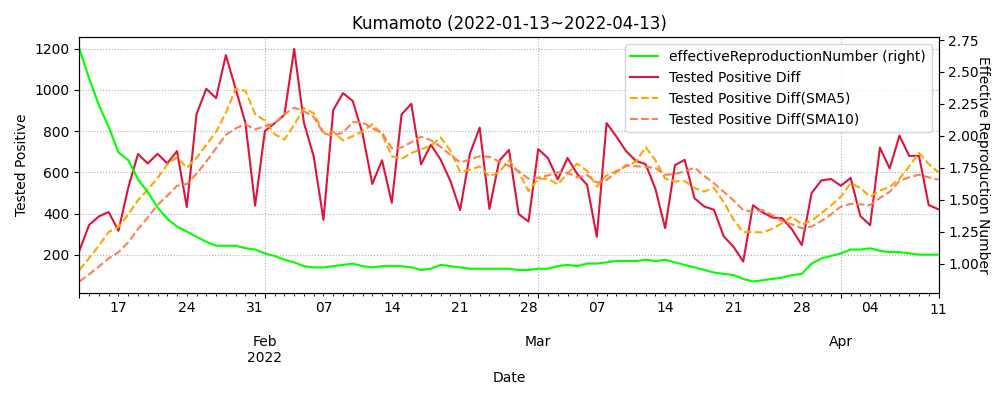 Kumamoto (2022-01-13~2022-04-13)
effectiveReproductionNumber (right)
Tested Positive Diff
Tested Positive Diff(SMA5)
Tested Positive Diff(SMA10)
Tested Positive
1200
1000
800
600
400
200
2.75
2.50
2.25
2.00
1.75
1.50
1.25
1.00
Effective Reproduction Number
17 24 31 07 14 21 28 07 14 21 28 04 11
Feb Mar Apr
2022
Date